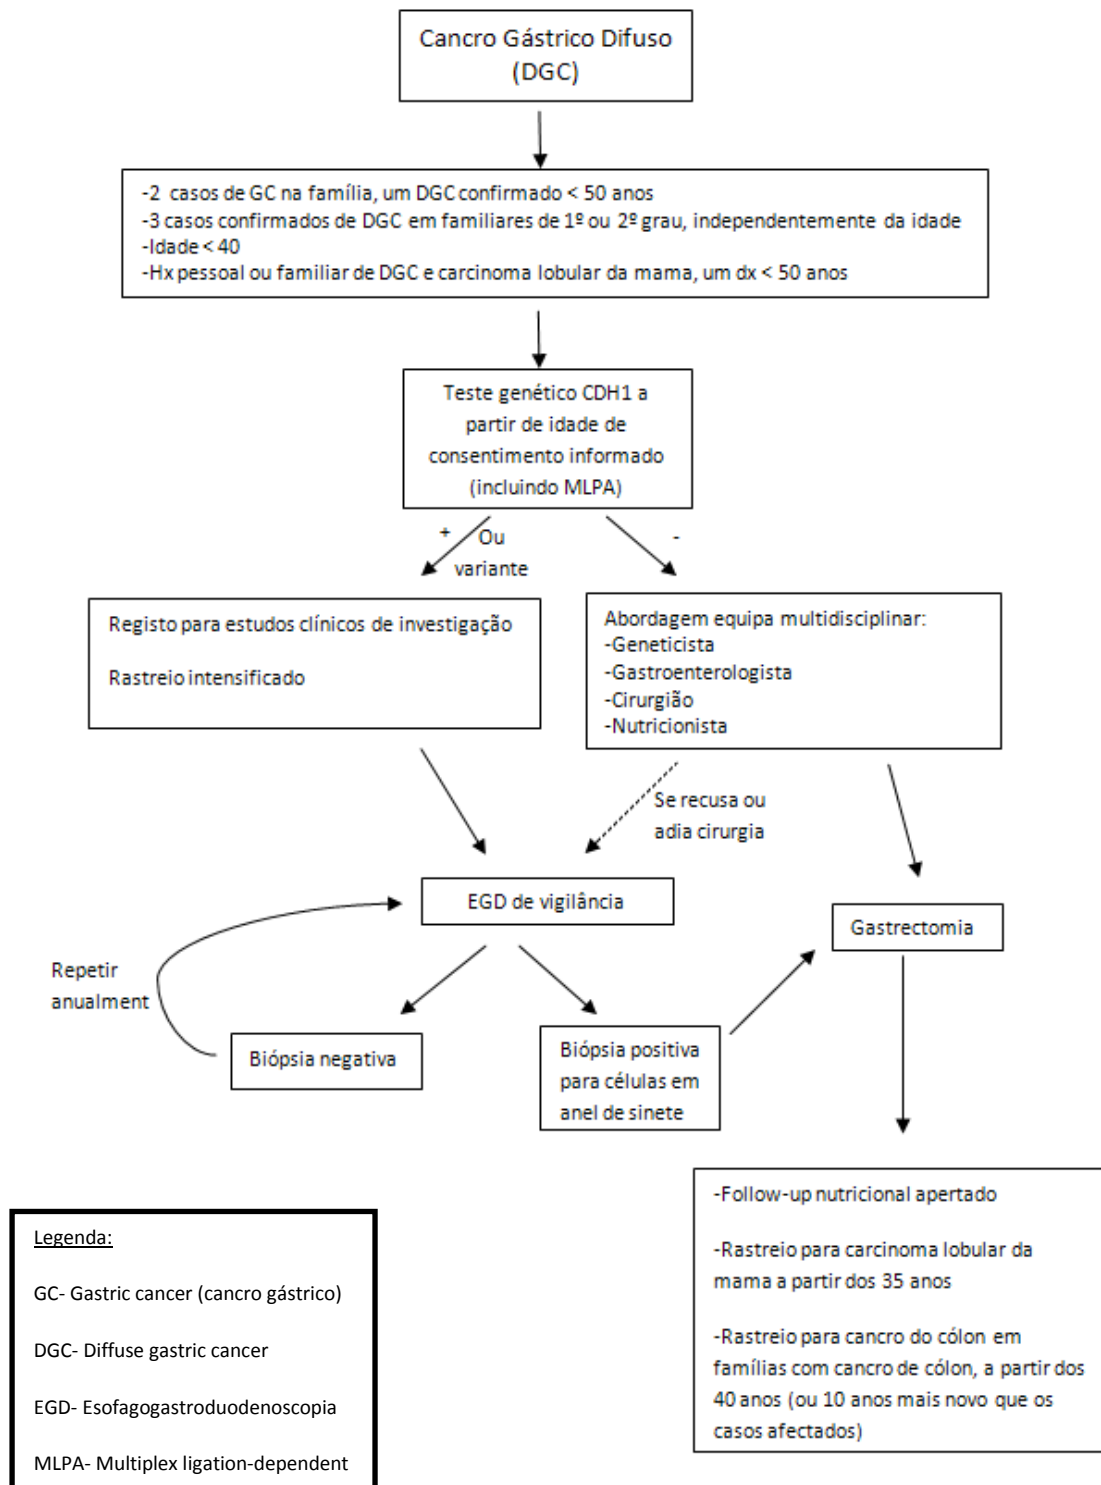 Cancro Gástrico Difuso
(DGC)
-2 casos de GC na família, um DGC confirmado < 50 anos
-3 casos confirmados de DGC em familiares de 1º ou 2º grau, independentemente da idade
-Idade < 40
-Hx pessoal ou familiar de DGC e carcinoma lobular da mama, um dx < 50 anos
Teste genético CDH1 a
partir de idade de
consentimento informado
(incluindo MLPA)
+ Ou
variante
-
Registo para estudos clínicos de investigação
Rastreio intensificado
Abordagem equipa multidisciplinar:
-Geneticista
-Gastroenterologista
-Cirurgião
-Nutricionista
Se recusa ou
adia cirurgia
EGD de vigilância
Gastrectomia
Repetir
anualment
Biópsia negativa
Biópsia positiva
para células em
anel de sinete
-Follow-up nutricional apertado
-Rastreio para carcinoma lobular da
mama a partir dos 35 anos
-Rastreio para cancro do cólon em
famílias com cancro de cólon, a partir dos
40 anos (ou 10 anos mais novo que os
casos afectados)
Legenda:
GC- Gastric cancer (cancro gástrico)
DGC- Diffuse gastric cancer
EGD- Esofagogastroduodenoscopia
MLPA- Multiplex ligation-dependent